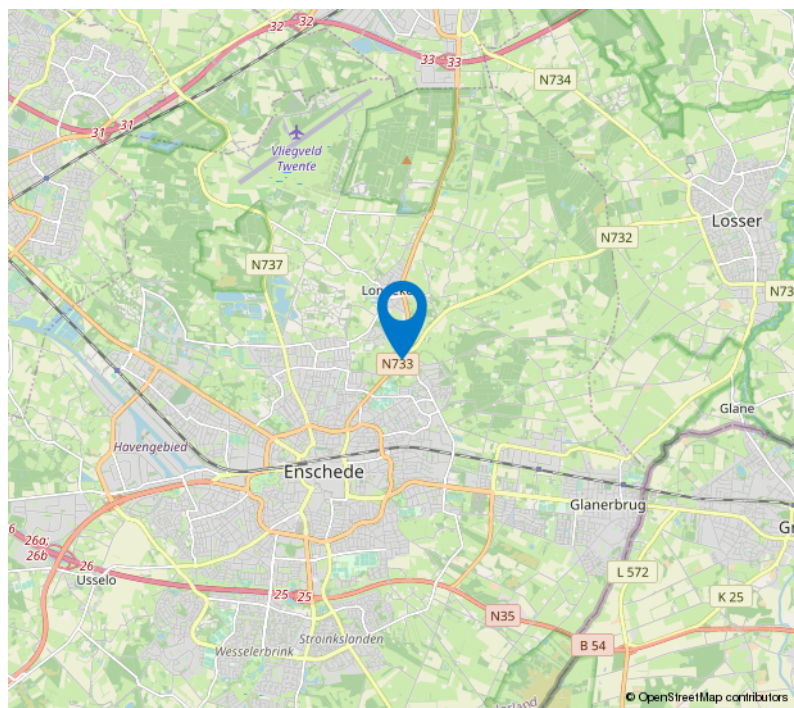 32
32
33
33
N734
31
31
Vliegveld
Twente
Losser
N732
N737
N73
N733
Glane
Havengebied
Enschede
Glanerbrug
26a;
26b
26
Usselo
L 572
K 25
25
25
N35
Stroinkslanden
Wesselerbrink
B 54
© OpenStreetMap contributors